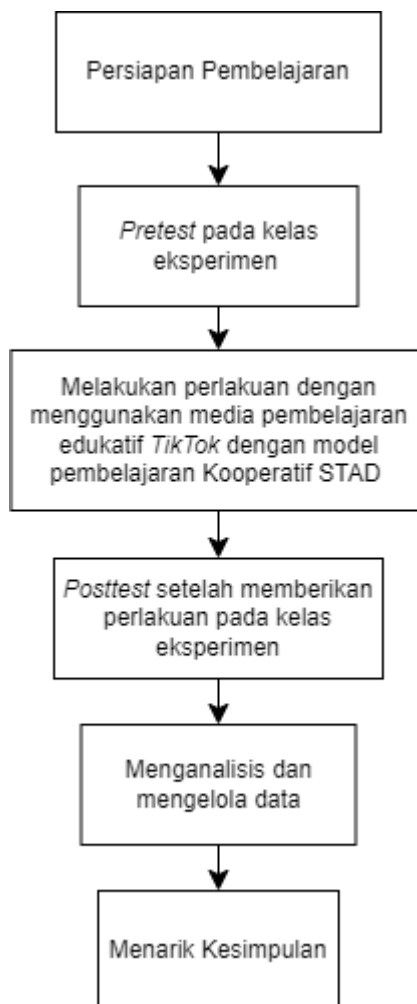 Persiapan Pembelajaran
Pretest pada kelas
eksperimen
Melakukan perlakuan dengan
menggunakan media pembelajaran
edukatif TikTok dengan model
pembelajaran Kooperatif STAD
Posttest setelah memberikan
perlakuan pada kelas
eksperimen
Menganalisis dan
mengelola data
Menarik Kesimpulan